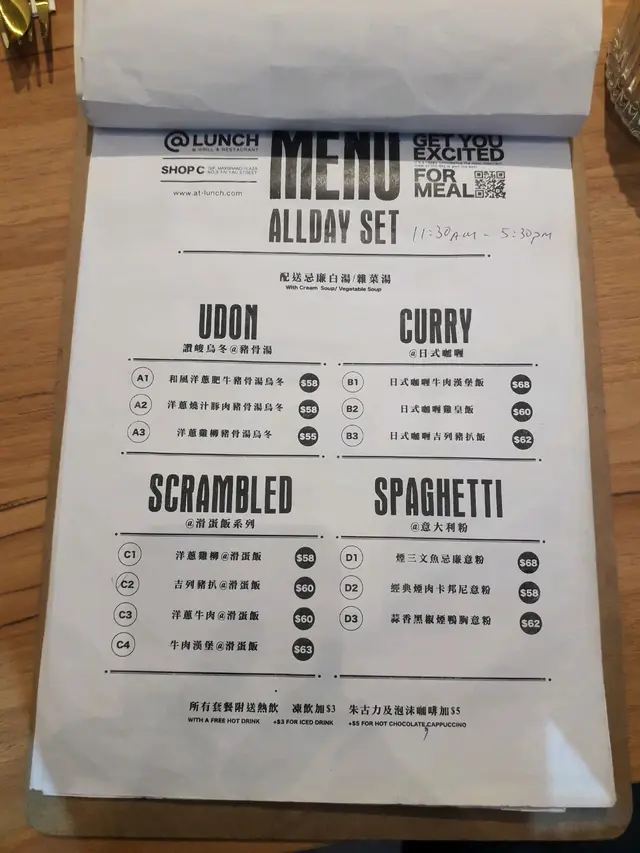 @LUNCH
@ GRILL & RESTAURANT
SHOP C
www.at-lunch.com
MENU
GET YOU
EXCITED
FOR
MEAL
ALLDAY SET
11:30AM - 5:30PM
配送忌廉白湯/雜菜湯
With Cream Soup/ Vegetable Soup
UDON
讚岐烏冬@豬骨湯
A1 和風洋蔥肥牛豬骨湯烏冬 $58
A2 洋蔥燒汁豚肉豬骨湯烏冬 $58
A3 洋蔥雞柳豬骨湯烏冬 $55
CURRY
@日式咖喱
B1 日式咖喱牛肉漢堡飯 $68
B2 日式咖喱雞皇飯 $60
B3 日式咖喱吉列豬扒飯 $62
SCRAMBLED
@滑蛋飯系列
C1 洋蔥雞柳@滑蛋飯 $58
C2 吉列豬扒@滑蛋飯 $60
C3 洋蔥牛肉@滑蛋飯 $60
C4 牛肉漢堡@滑蛋飯 $63
SPAGHETTI
@意大利粉
D1 煙三文魚忌廉意粉 $68
D2 經典煙肉卡邦尼意粉 $58
D3 蒜香黑椒煙鴨胸意粉 $62
所有套餐附送熱飲 凍飲加$3 朱古力及泡沫咖啡加$5
WITH A FREE HOT DRINK +$3 FOR ICED DRINK +$5 FOR HOT CHOCOLATE,CAPPUCCINO